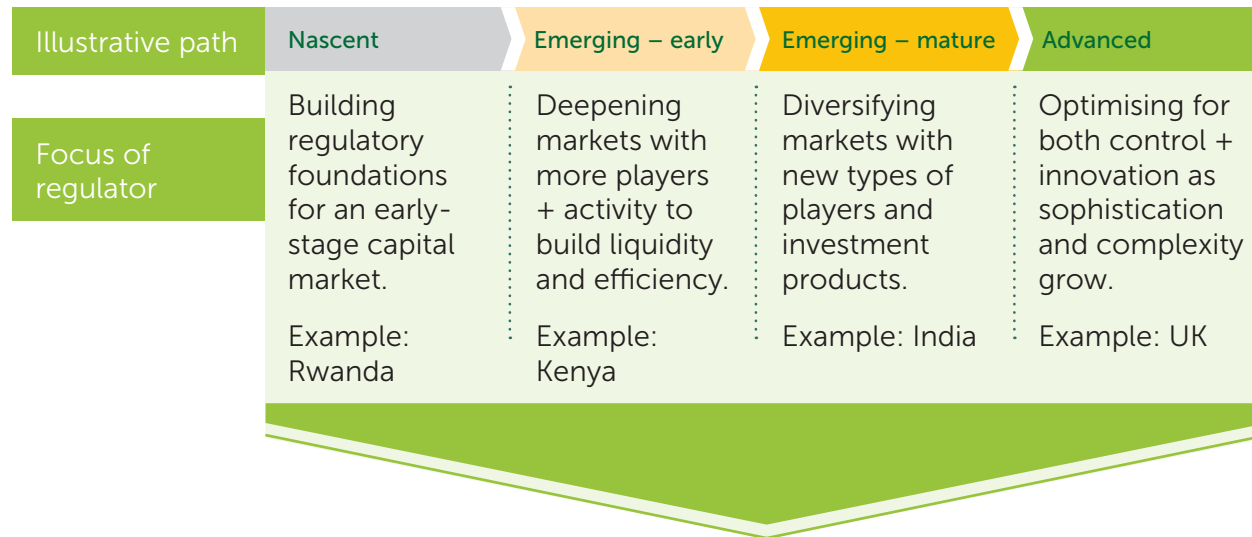 Illustrative path
Nascent
Emerging – early
Emerging – mature
Advanced
Focus of
regulator
Building
regulatory
foundations
for an early-
stage capital
market.
Example:
Rwanda
Deepening
markets with
more players
+ activity to
build liquidity
and efficiency.
Example:
Kenya
Diversifying
markets with
new types of
players and
investment
products.
Example: India
Optimising for
both control +
innovation as
sophistication
and complexity
grow.
Example: UK